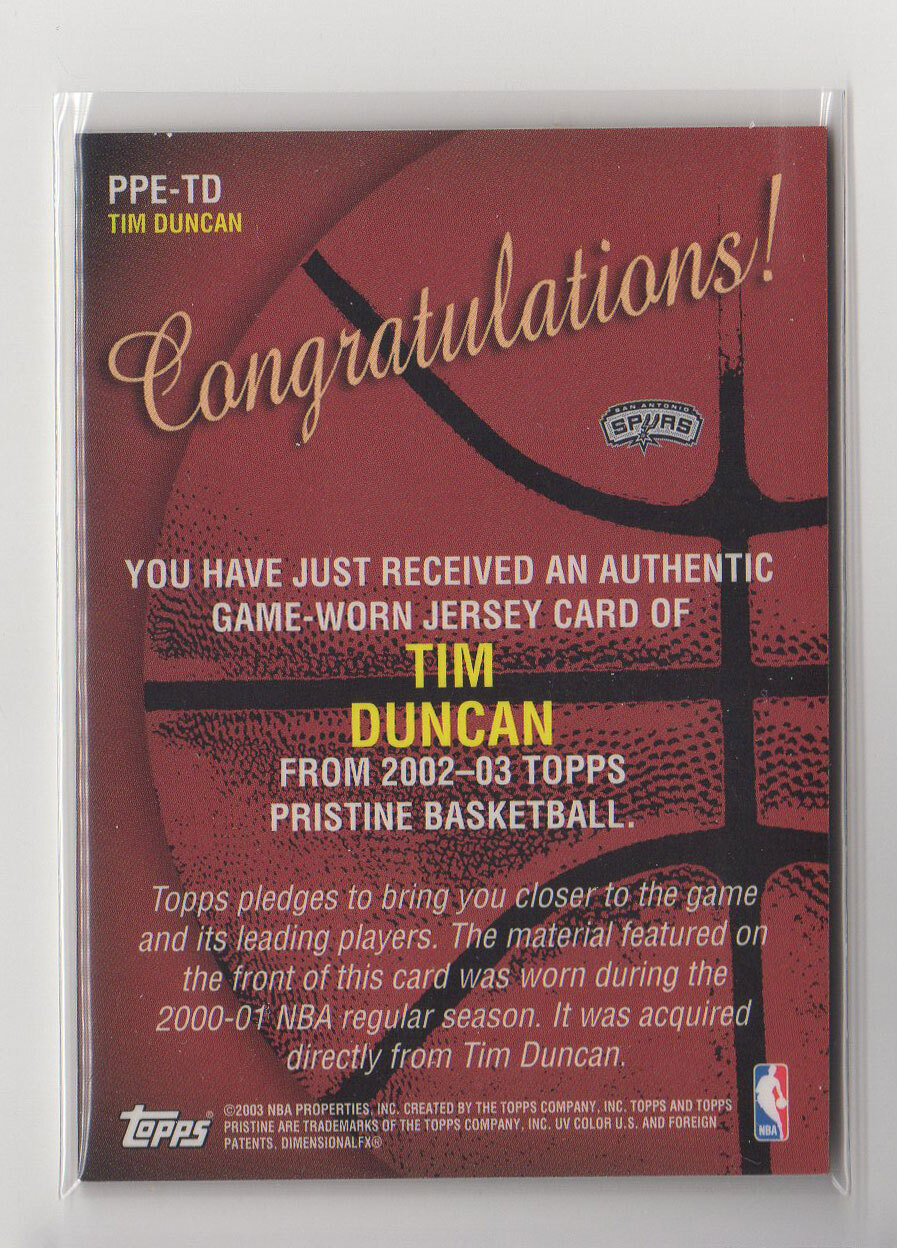 PPE-TD
TIM DUNCAN
Congratulations!
SAN ANTONIO
SPURS
YOU HAVE JUST RECEIVED AN AUTHENTIC
GAME-WORN JERSEY CARD OF
TIM
DUNCAN
FROM 2002–03 TOPPS
PRISTINE BASKETBALL.
Topps pledges to bring you closer to the game
and its leading players. The material featured on
the front of this card was worn during the
2000-01 NBA regular season. It was acquired
directly from Tim Duncan.
Topps®
©2003 NBA PROPERTIES, INC. CREATED BY THE TOPPS COMPANY, INC. TOPPS AND TOPPS
PRISTINE ARE TRADEMARKS OF THE TOPPS COMPANY, INC. UV COLOR U.S. AND FOREIGN
PATENTS. DIMENSIONALFX®
NBA